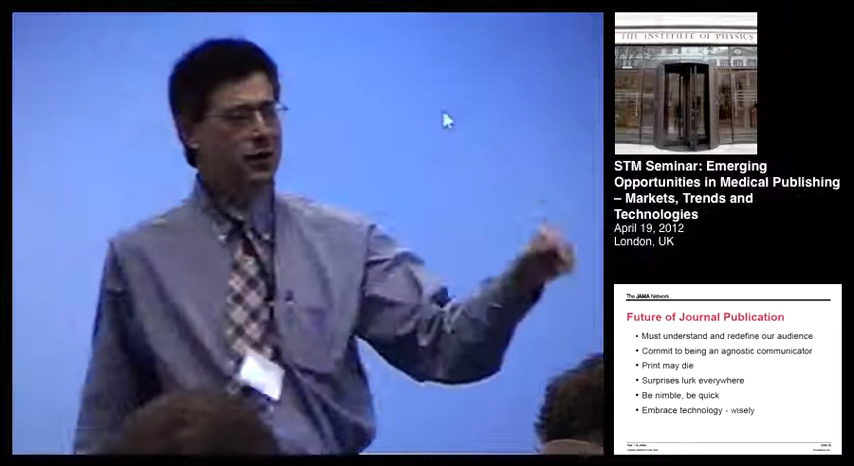 THE INSTITUTE OF PHYSICS
STM Seminar: Emerging
Opportunities in Medical Publishing
– Markets, Trends and
Technologies
April 19, 2012
London, UK
The JAMA Network
Future of Journal Publication
• Must understand and redefine our audience
• Commit to being an agnostic communicator
• Print may die
• Surprises lurk everywhere
• Be nimble, be quick
• Embrace technology - wisely